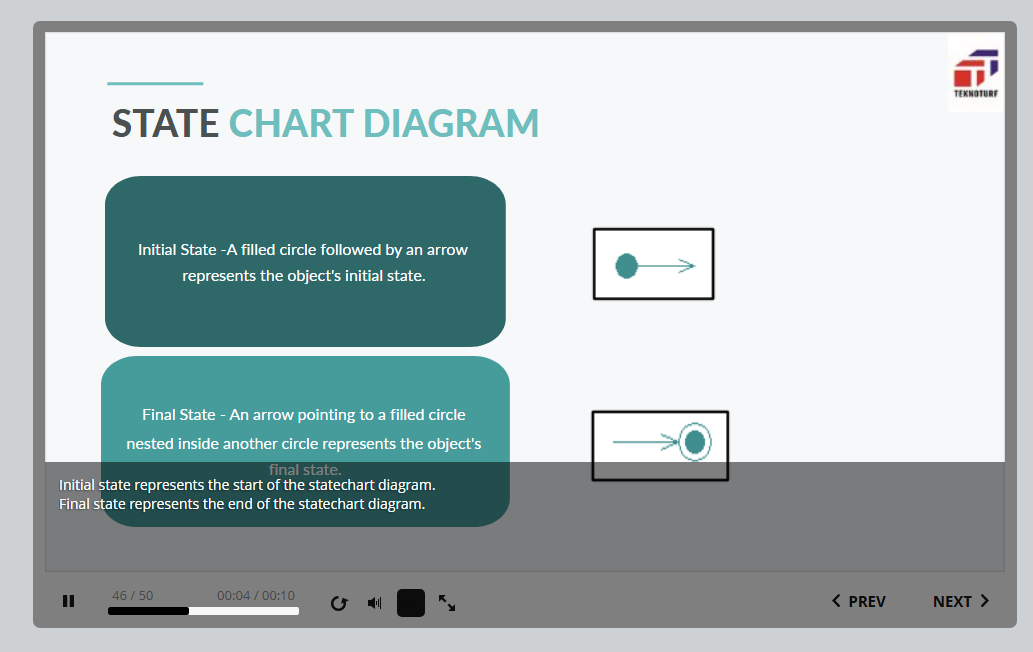 TEKNOTURF
STATE CHART DIAGRAM
Initial State -A filled circle followed by an arrow
represents the object's initial state.
Final State - An arrow pointing to a filled circle
nested inside another circle represents the object's
final state.
Initial state represents the start of the statechart diagram.
Final state represents the end of the statechart diagram.
46 / 50 00:04 / 00:10
PREV NEXT